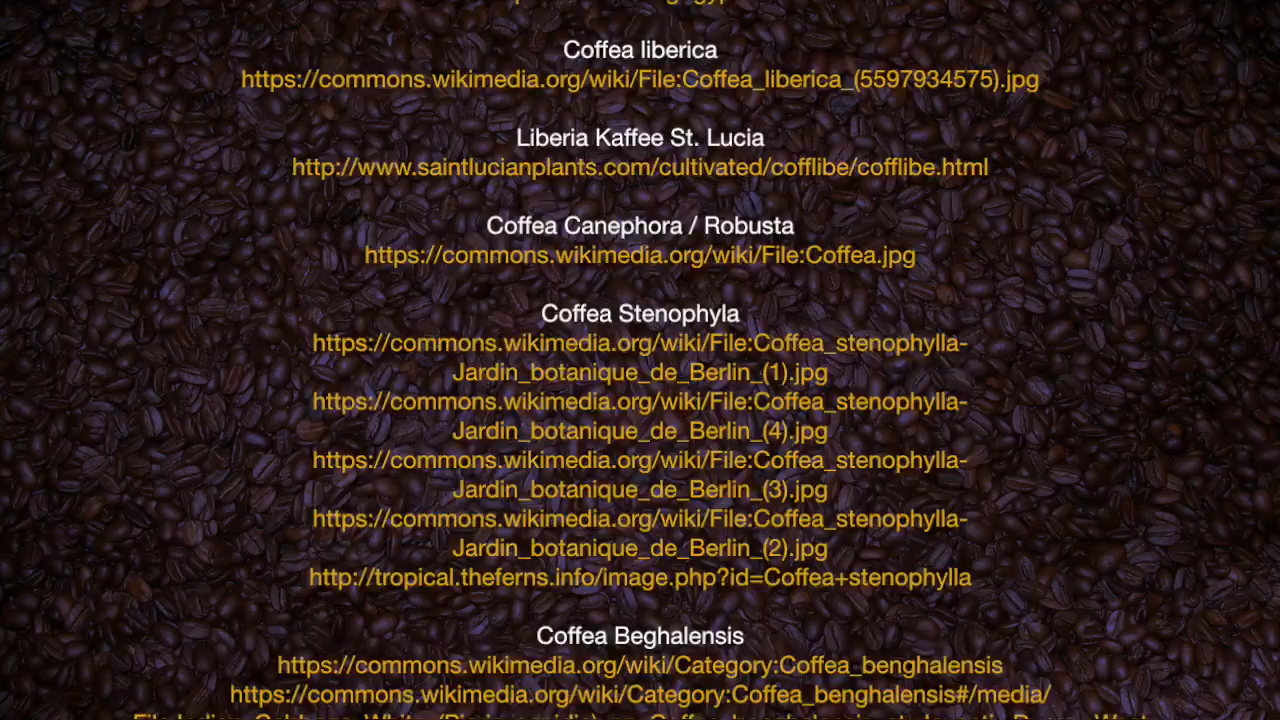 Coffea liberica
https://commons.wikimedia.org/wiki/File:Coffea_liberica_(5597934575).jpg
Liberia Kaffee St. Lucia
http://www.saintlucianplants.com/cultivated/cofflibe/cofflibe.html
Coffea Canephora / Robusta
https://commons.wikimedia.org/wiki/File:Coffea.jpg
Coffea Stenophyla
https://commons.wikimedia.org/wiki/File:Coffea_stenophylla-
Jardin_botanique_de_Berlin_(1).jpg
https://commons.wikimedia.org/wiki/File:Coffea_stenophylla-
Jardin_botanique_de_Berlin_(4).jpg
https://commons.wikimedia.org/wiki/File:Coffea_stenophylla-
Jardin_botanique_de_Berlin_(3).jpg
https://commons.wikimedia.org/wiki/File:Coffea_stenophylla-
Jardin_botanique_de_Berlin_(2).jpg
http://tropical.theferns.info/image.php?id=Coffea+stenophylla
Coffea Beghalensis
https://commons.wikimedia.org/wiki/Category:Coffea_benghalensis
https://commons.wikimedia.org/wiki/Category:Coffea_benghalensis#/media/